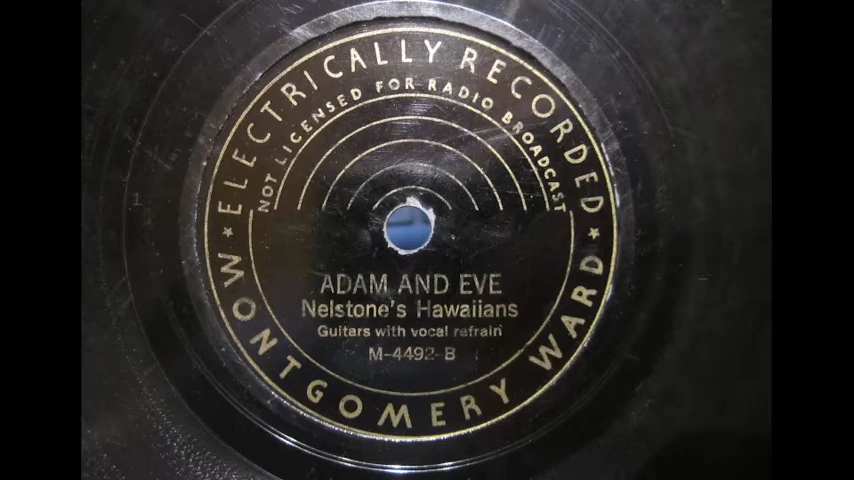 ELECTRICALLY RECORDED
NOT LICENSED FOR RADIO BROADCAST
ADAM AND EVE
Nelstone's Hawaiians
Guitars with vocal refrain
M-4492-B
★ MONTGOMERY WARD ★